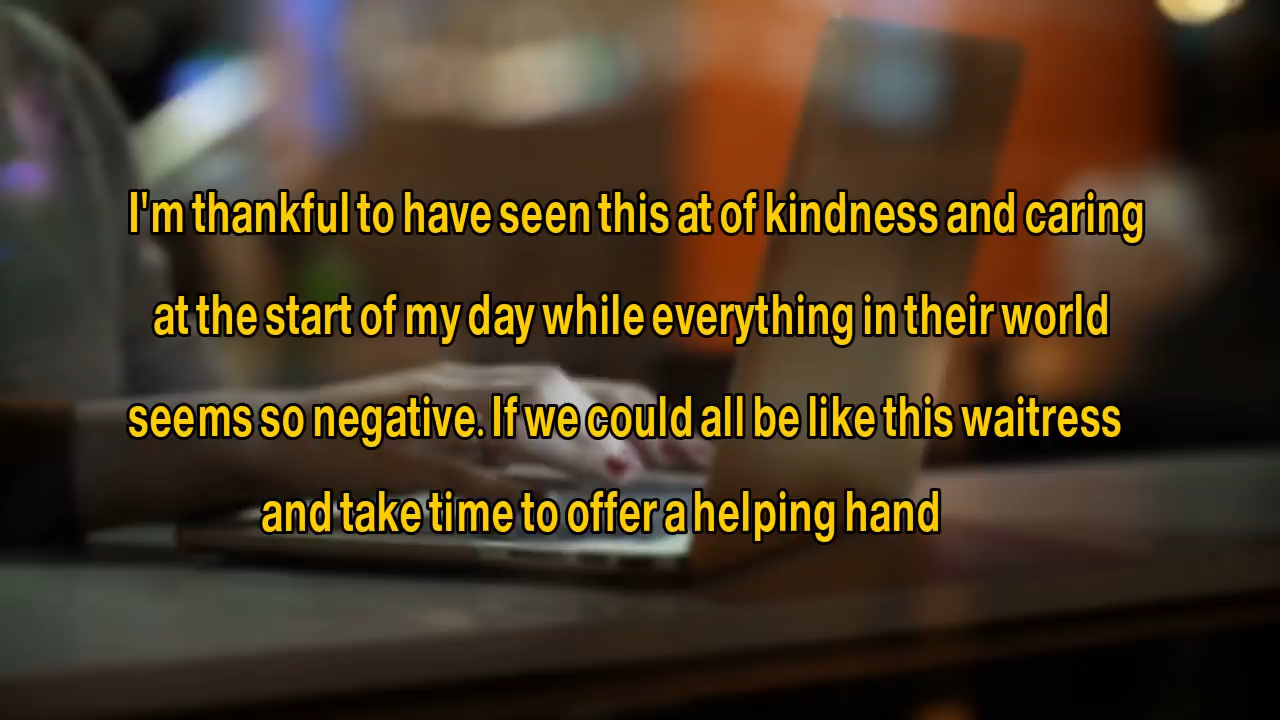 I'm thankful to have seen this at of kindness and caring
at the start of my day while everything in their world
seems so negative. If we could all be like this waitress
and take time to offer a helping hand